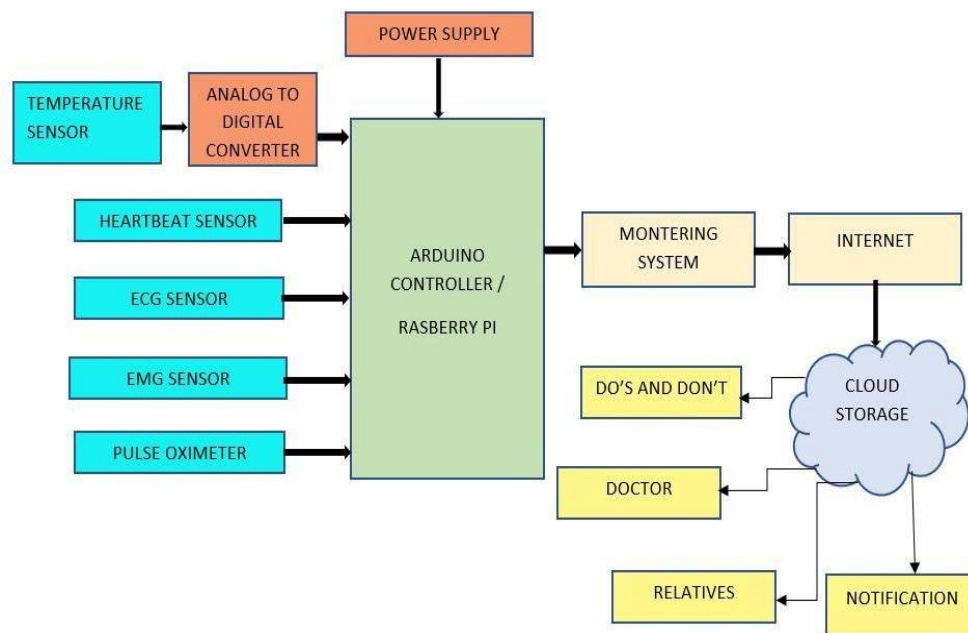 POWER SUPPLY
TEMPERATURE
SENSOR
ANALOG TO
DIGITAL
CONVERTER
HEARTBEAT SENSOR
ECG SENSOR
EMG SENSOR
PULSE OXIMETER
ARDUINO
CONTROLLER /
RASBERRY PI
MONTERING
SYSTEM
INTERNET
CLOUD
STORAGE
DO’S AND DON’T
DOCTOR
RELATIVES
NOTIFICATION